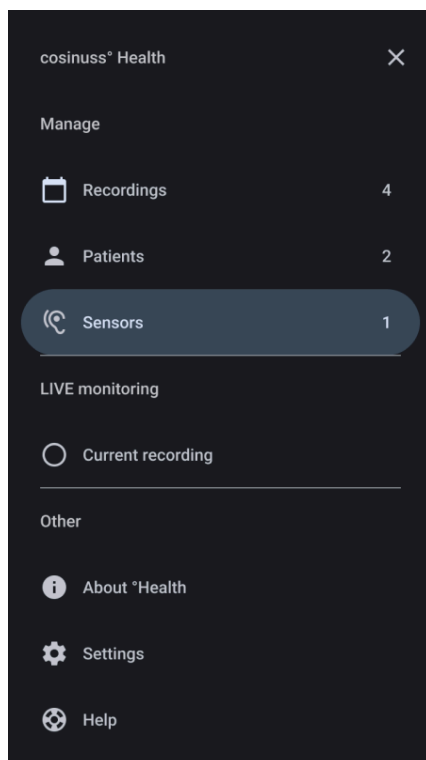 cosinuss° Health
Manage
Recordings 4
Patients 2
Sensors 1
LIVE monitoring
Current recording
Other
About °Health
Settings
Help